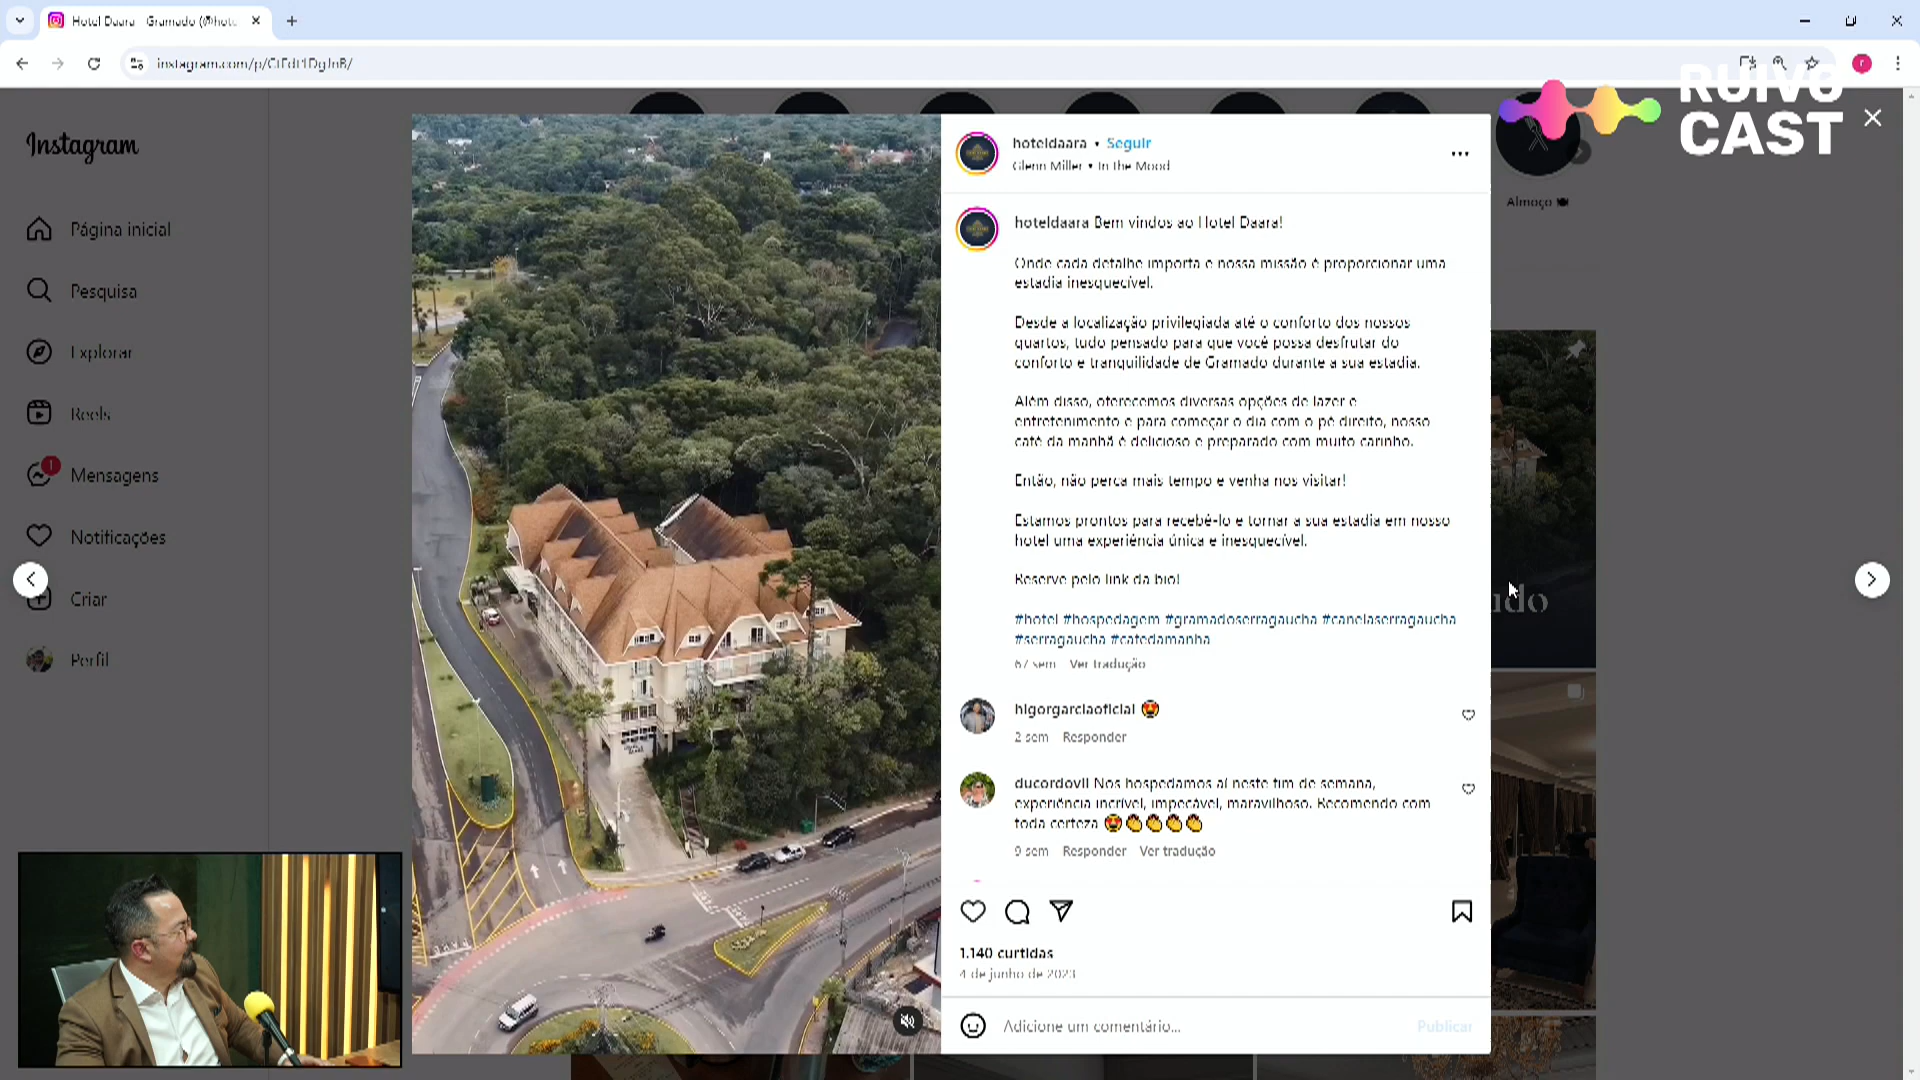 Hotel Daara - Gramado (@hote
instagram.com/p/CtFdt1DgJnB/
RUIVO
CAST
Instagram
Página inicial
Pesquisa
Explorar
Reels
1
Mensagens
Notificações
Criar
Perfil
hoteldaara • Seguir
Glenn Miller • In the Mood
hoteldaara Bem vindos ao Hotel Daara!
Onde cada detalhe importa e nossa missão é proporcionar uma
estadia inesquecível.
Desde a localização privilegiada até o conforto dos nossos
quartos, tudo pensado para que você possa desfrutar do
conforto e tranquilidade de Gramado durante a sua estadia.
Além disso, oferecemos diversas opções de lazer e
entretenimento e para começar o dia com o pé direito, nosso
café da manhã é delicioso e preparado com muito carinho.
Então, não perca mais tempo e venha nos visitar!
Estamos prontos para recebê-lo e tornar a sua estadia em nosso
hotel uma experiência única e inesquecível.
Reserve pelo link da bio!
#hotel #hospedagem #gramadoserragaucha #canelaserragaucha
#serragaucha #cafedamanha
67 sem Ver tradução
higorgarciaoficial 😍
2 sem Responder
ducordovil Nos hospedamos aí neste fim de semana,
experiência incrível, impecável, maravilhoso. Recomendo com
toda certeza 😍👏👏👏👏
9 sem Responder Ver tradução
1.140 curtidas
4 de junho de 2023
Adicione um comentário...
Publicar
Almoço 🍽
ado